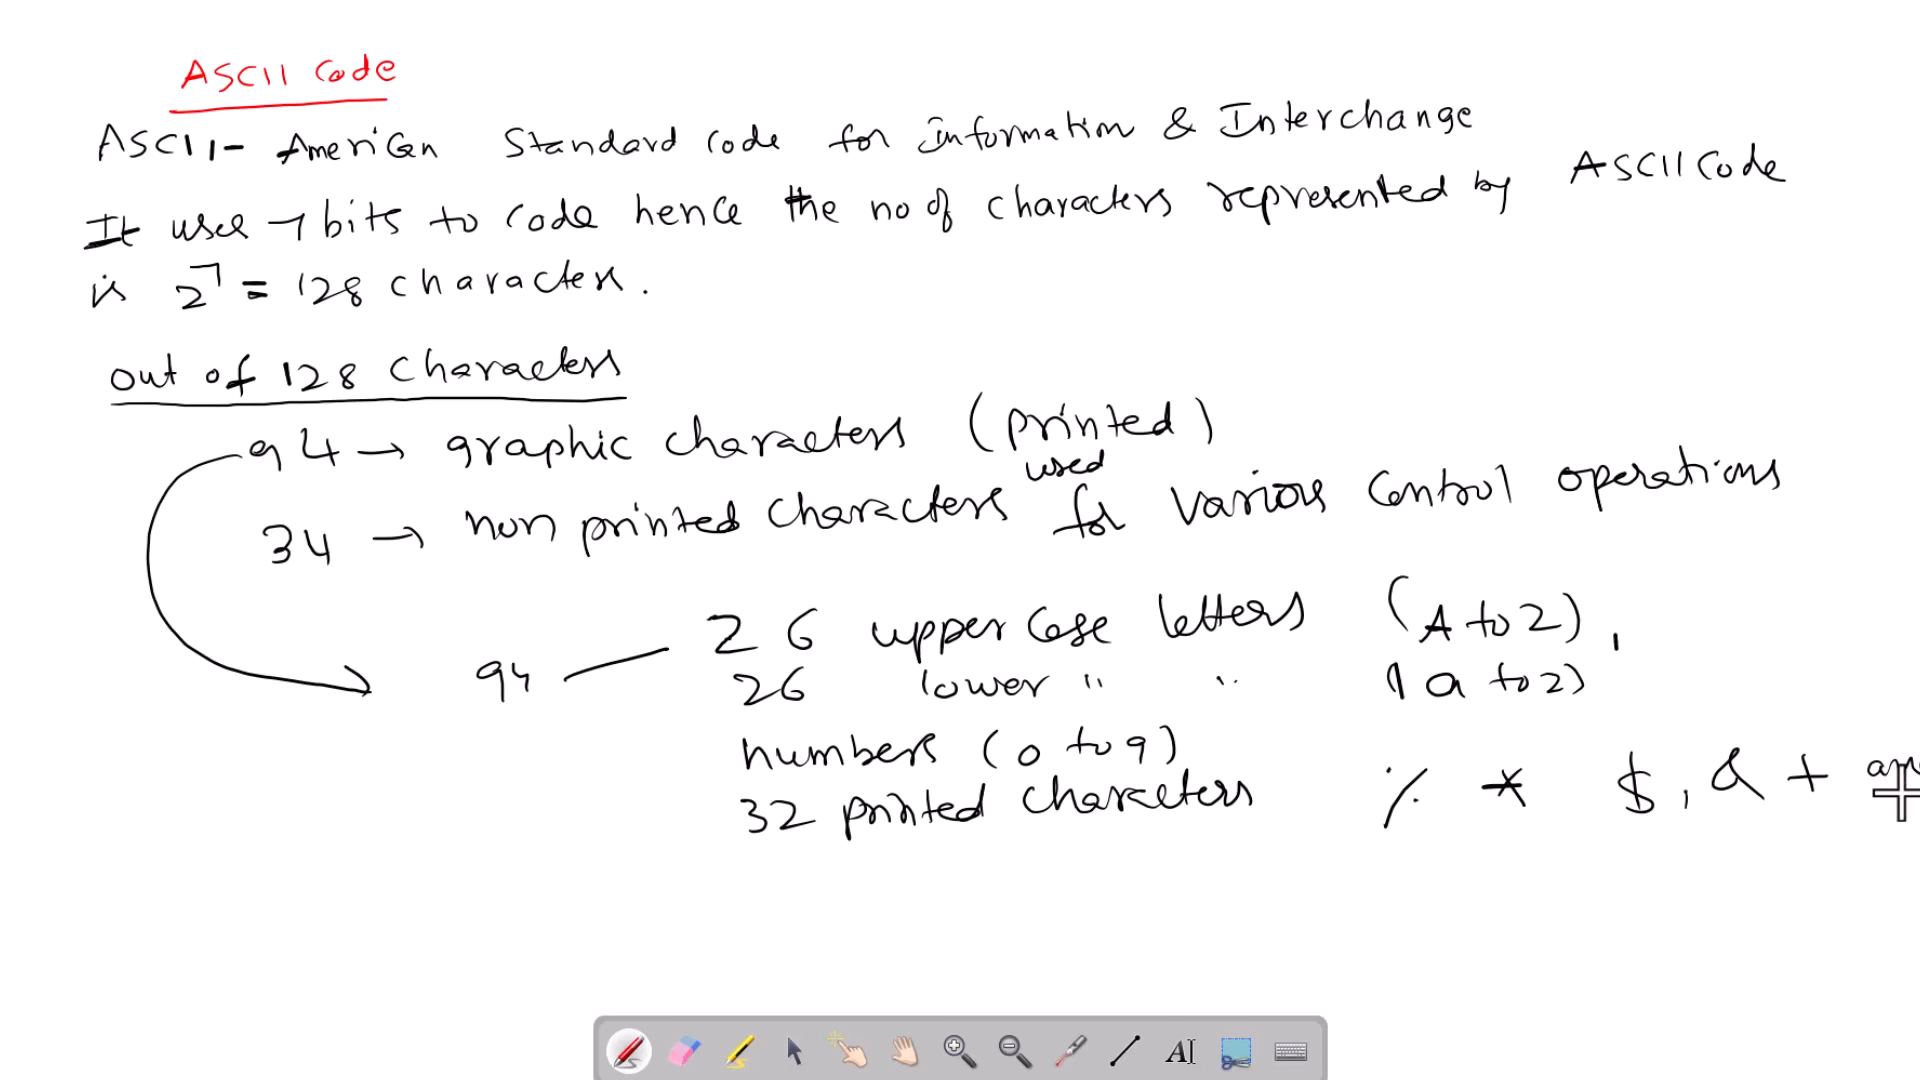 ASCII Code
ASCII - American Standard Code for Information & Interchange
It uses 7 bits to code hence the no of characters represented by ASCII Code
is 2^7 = 128 characters.
out of 128 characters
94 → graphic characters (printed)
34 → non printed characters used for various control operations
94 — 26 upper case letters (A to Z),
26 lower " " (a to z)
numbers (0 to 9)
32 printed characters % * $, & +